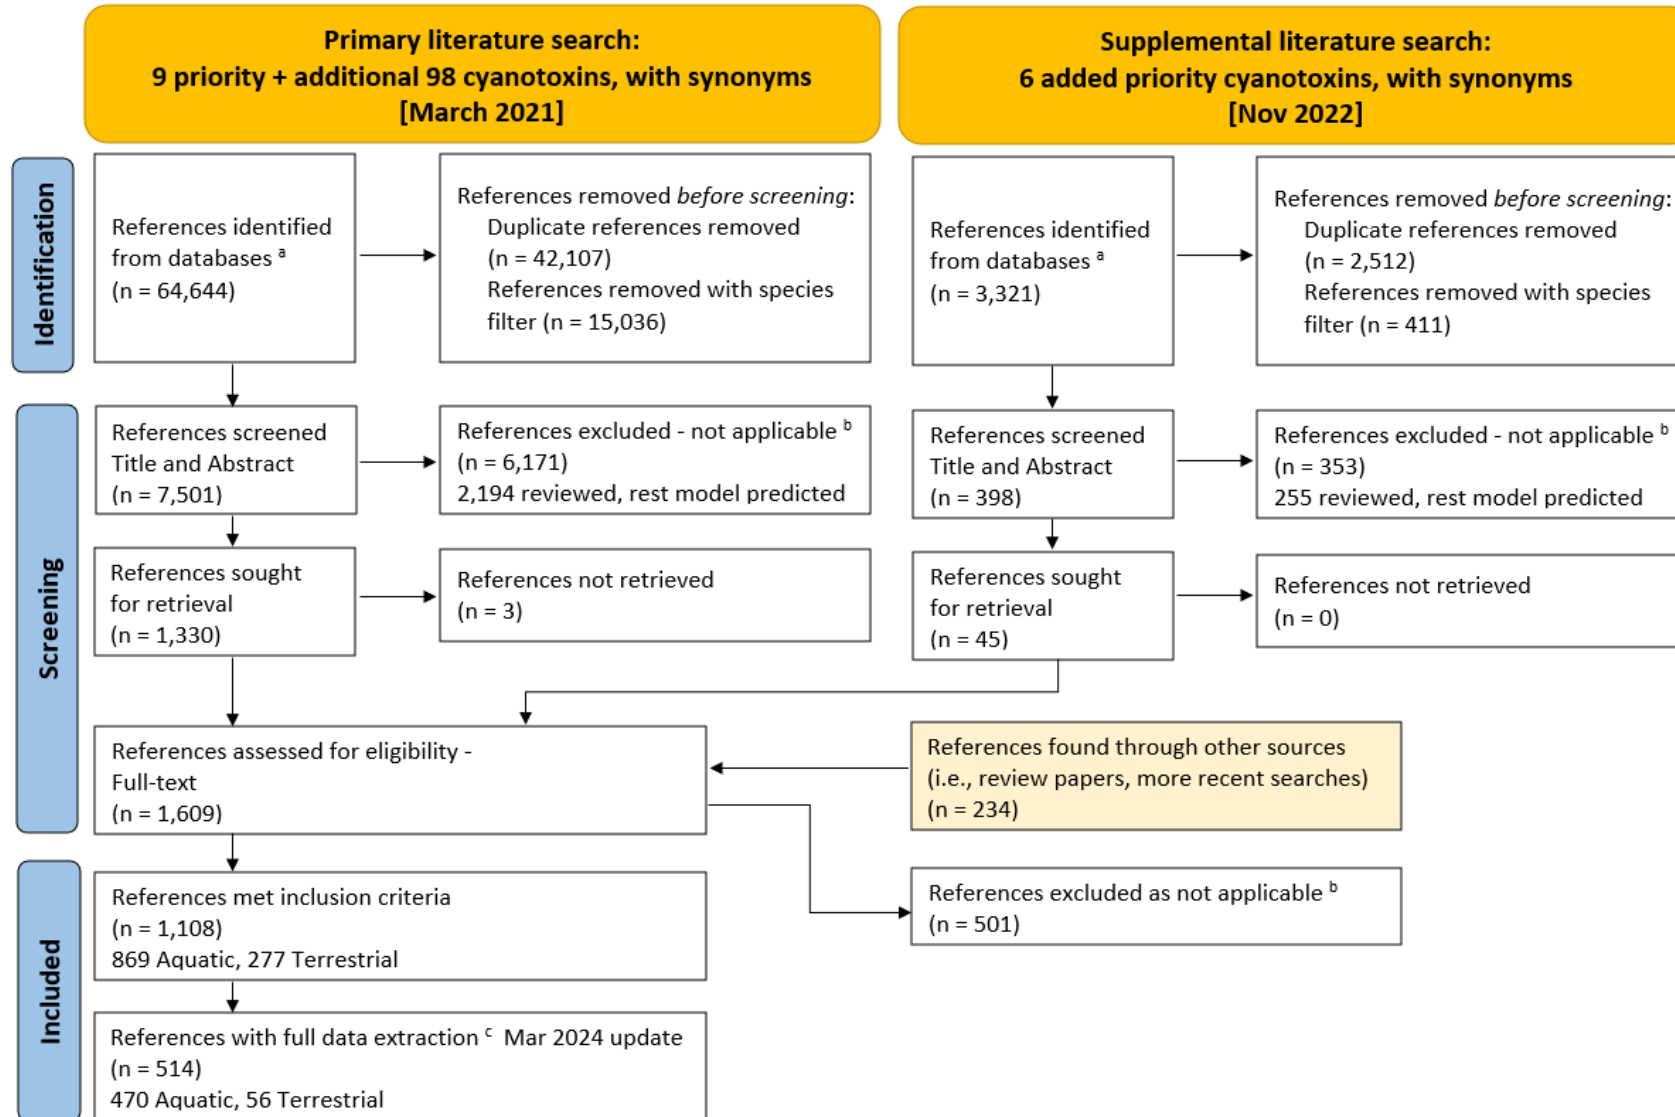 Primary literature search:
9 priority + additional 98 cyanotoxins, with synonyms
[March 2021]
Supplemental literature search:
6 added priority cyanotoxins, with synonyms
[Nov 2022]
Identification
References identified
from databases a
(n = 64,644)
References removed before screening:
Duplicate references removed
(n = 42,107)
References removed with species
filter (n = 15,036)
References identified
from databases a
(n = 3,321)
References removed before screening:
Duplicate references removed
(n = 2,512)
References removed with species
filter (n = 411)
Screening
References screened
Title and Abstract
(n = 7,501)
References excluded - not applicable b
(n = 6,171)
2,194 reviewed, rest model predicted
References screened
Title and Abstract
(n = 398)
References excluded - not applicable b
(n = 353)
255 reviewed, rest model predicted
References sought
for retrieval
(n = 1,330)
References not retrieved
(n = 3)
References sought
for retrieval
(n = 45)
References not retrieved
(n = 0)
References assessed for eligibility -
Full-text
(n = 1,609)
References found through other sources
(i.e., review papers, more recent searches)
(n = 234)
Included
References met inclusion criteria
(n = 1,108)
869 Aquatic, 277 Terrestrial
References excluded as not applicable b
(n = 501)
References with full data extraction c Mar 2024 update
(n = 514)
470 Aquatic, 56 Terrestrial